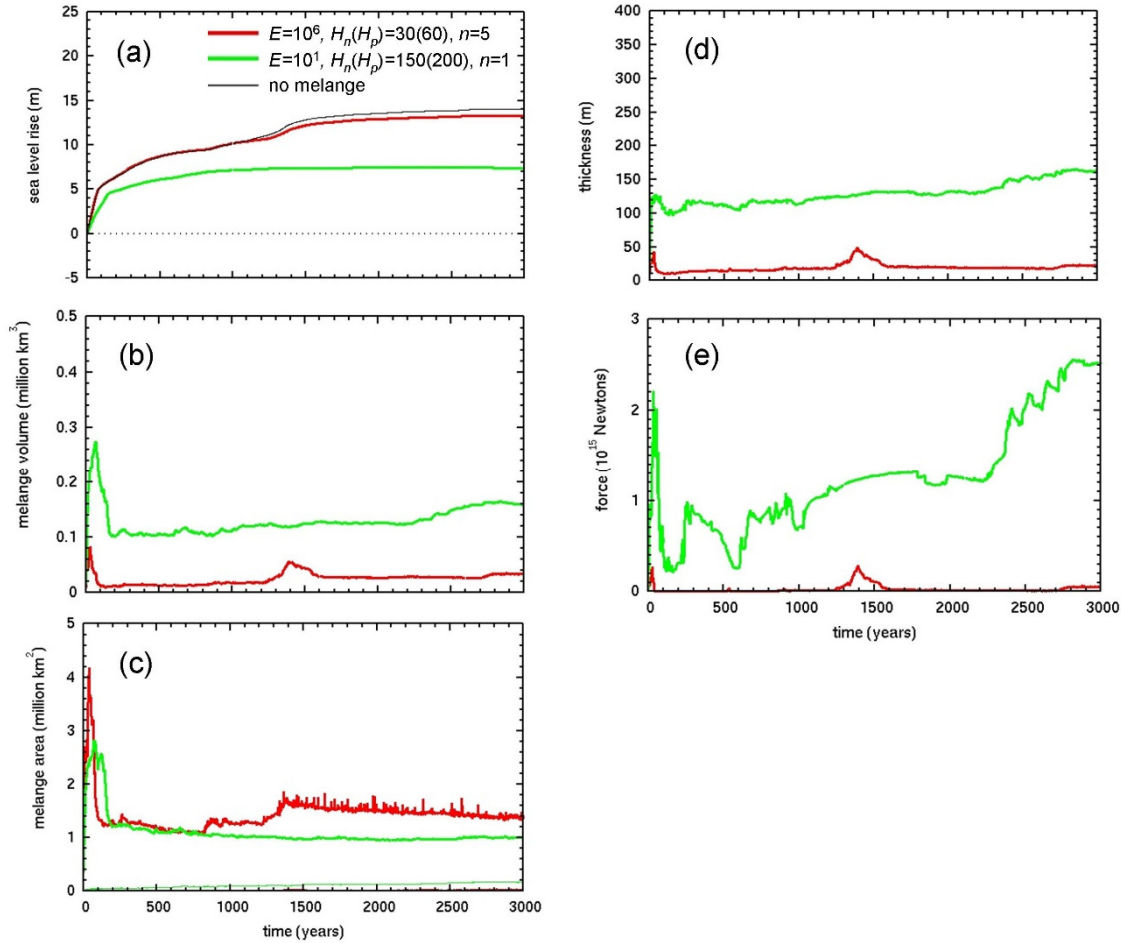 (a)
E=10⁶, Hₙ(Hₚ)=30(60), n=5
E=10¹, Hₙ(Hₚ)=150(200), n=1
no melange
sea level rise (m)
25
20
15
10
5
0
-5
(b)
melange volume (million km³)
0.5
0.4
0.3
0.2
0.1
0
(c)
melange area (million km²)
5
4
3
2
1
0
0 500 1000 1500 2000 2500 3000
time (years)
(d)
thickness (m)
400
350
300
250
200
150
100
50
0
(e)
force (10¹⁵ Newtons)
3
2
1
0
0 500 1000 1500 2000 2500 3000
time (years)